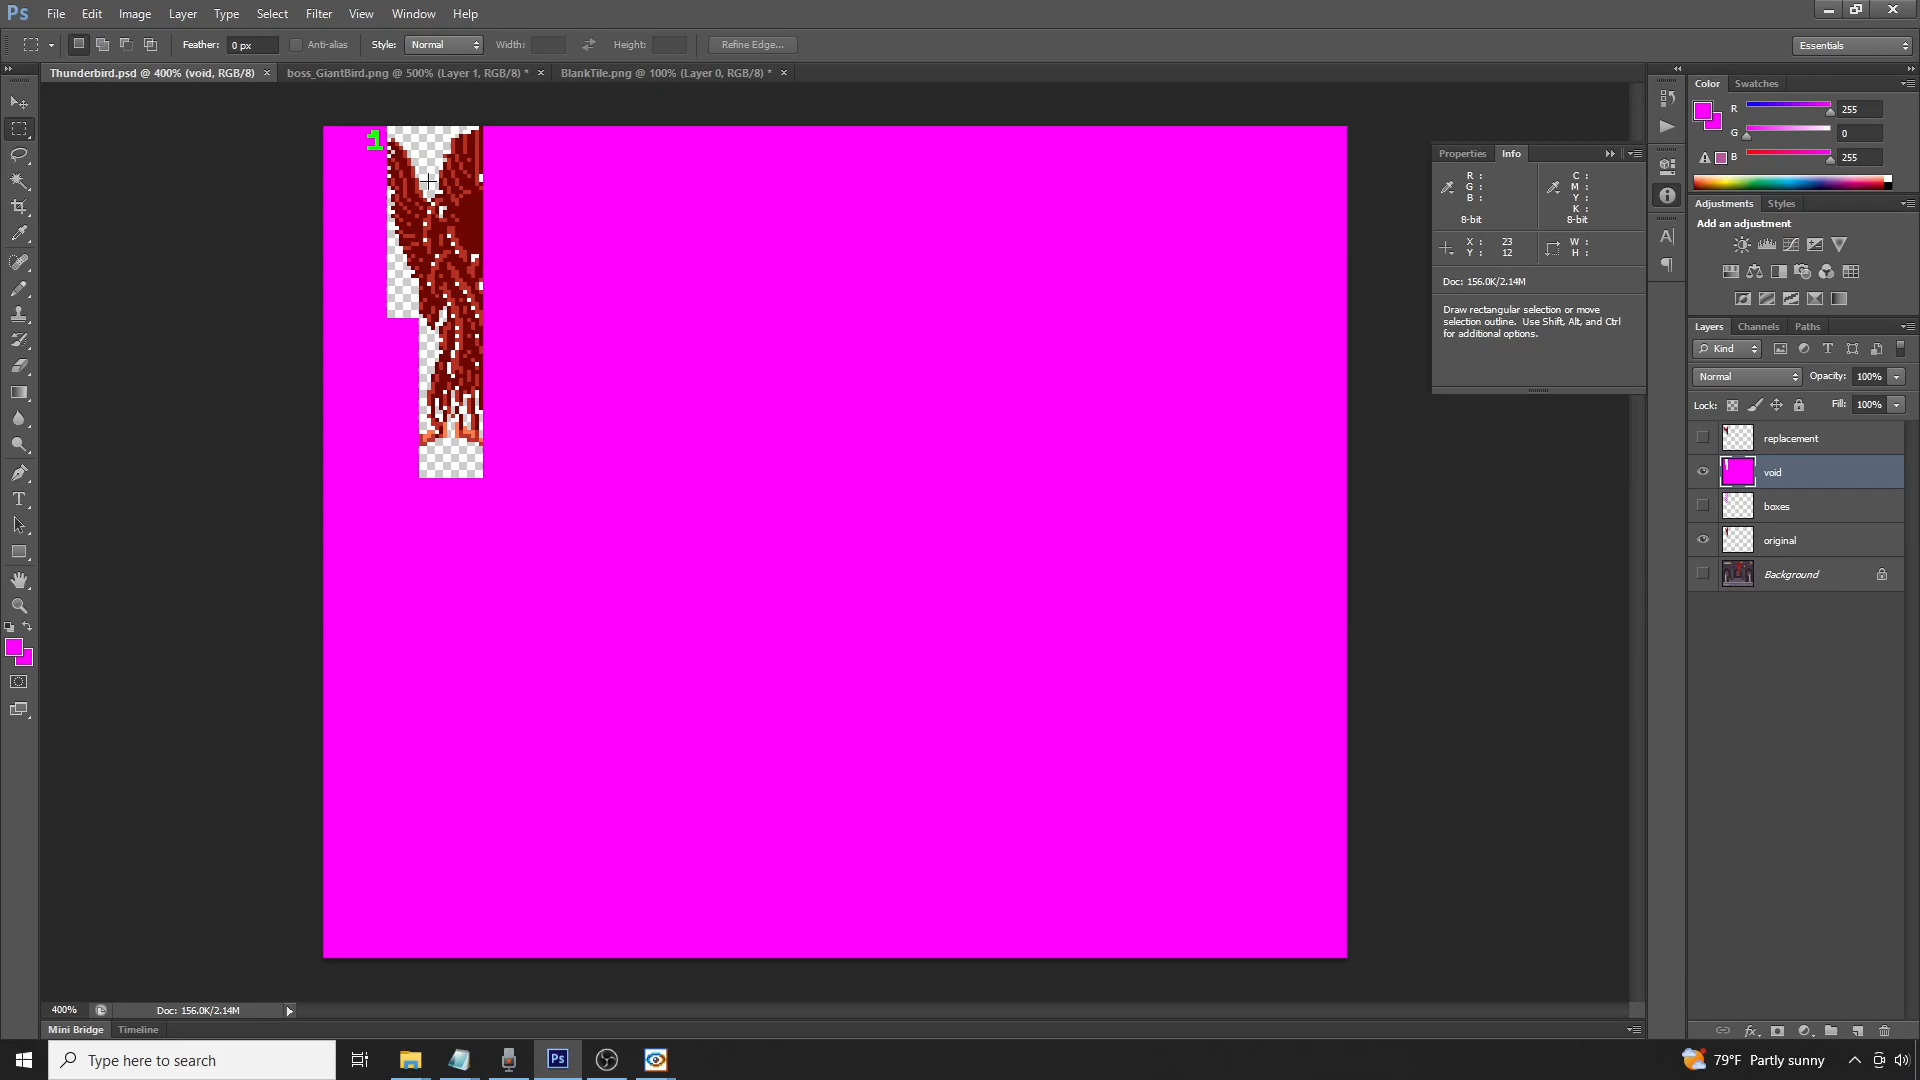 Ps File Edit Image Layer Type Select Filter View Window Help
Feather: 0 px Anti-alias Style: Normal Width: Height: Refine Edge... Essentials
Thunderbird.psd @ 400% (void, RGB/8) × boss_GiantBird.png @ 500% (Layer 1, RGB/8) * × BlankTile.png @ 100% (Layer 0, RGB/8) * ×
1
Color Swatches
R 255
G 0
B 255
Properties Info
R : C :
G : M :
B : Y :
K :
8-bit 8-bit
X : 23 W :
Y : 12 H :
Doc: 156.0K/2.14M
Draw rectangular selection or move
selection outline. Use Shift, Alt, and Ctrl
for additional options.
Adjustments Styles
Add an adjustment
Layers Channels Paths
Kind
Normal Opacity: 100%
Lock: Fill: 100%
replacement
void
boxes
original
Background
400% Doc: 156.0K/2.14M
Mini Bridge Timeline
Type here to search
Ps
79°F Partly sunny